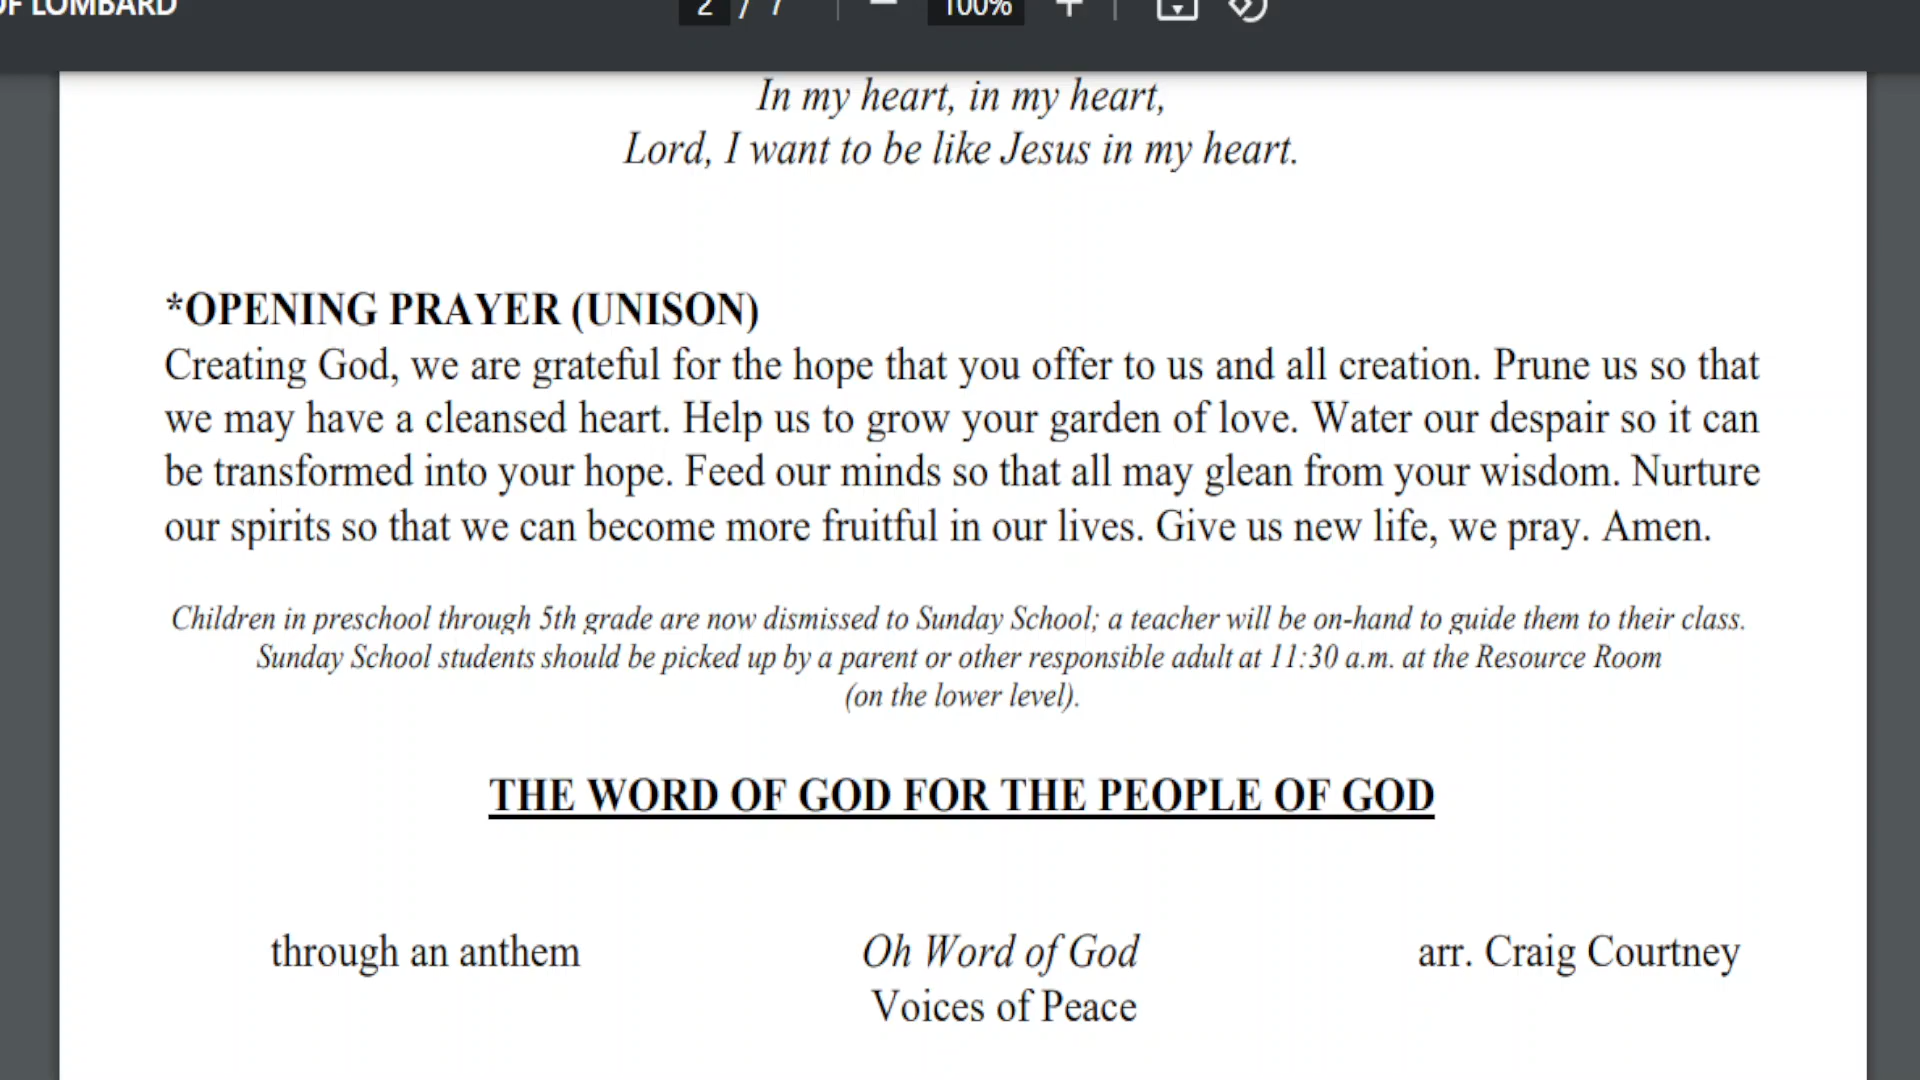 OF LOMBARD
2 / 7
100%
In my heart, in my heart,
Lord, I want to be like Jesus in my heart.
*OPENING PRAYER (UNISON)
Creating God, we are grateful for the hope that you offer to us and all creation. Prune us so that
we may have a cleansed heart. Help us to grow your garden of love. Water our despair so it can
be transformed into your hope. Feed our minds so that all may glean from your wisdom. Nurture
our spirits so that we can become more fruitful in our lives. Give us new life, we pray. Amen.
Children in preschool through 5th grade are now dismissed to Sunday School; a teacher will be on-hand to guide them to their class.
Sunday School students should be picked up by a parent or other responsible adult at 11:30 a.m. at the Resource Room
(on the lower level).
THE WORD OF GOD FOR THE PEOPLE OF GOD
through an anthem Oh Word of God arr. Craig Courtney
Voices of Peace